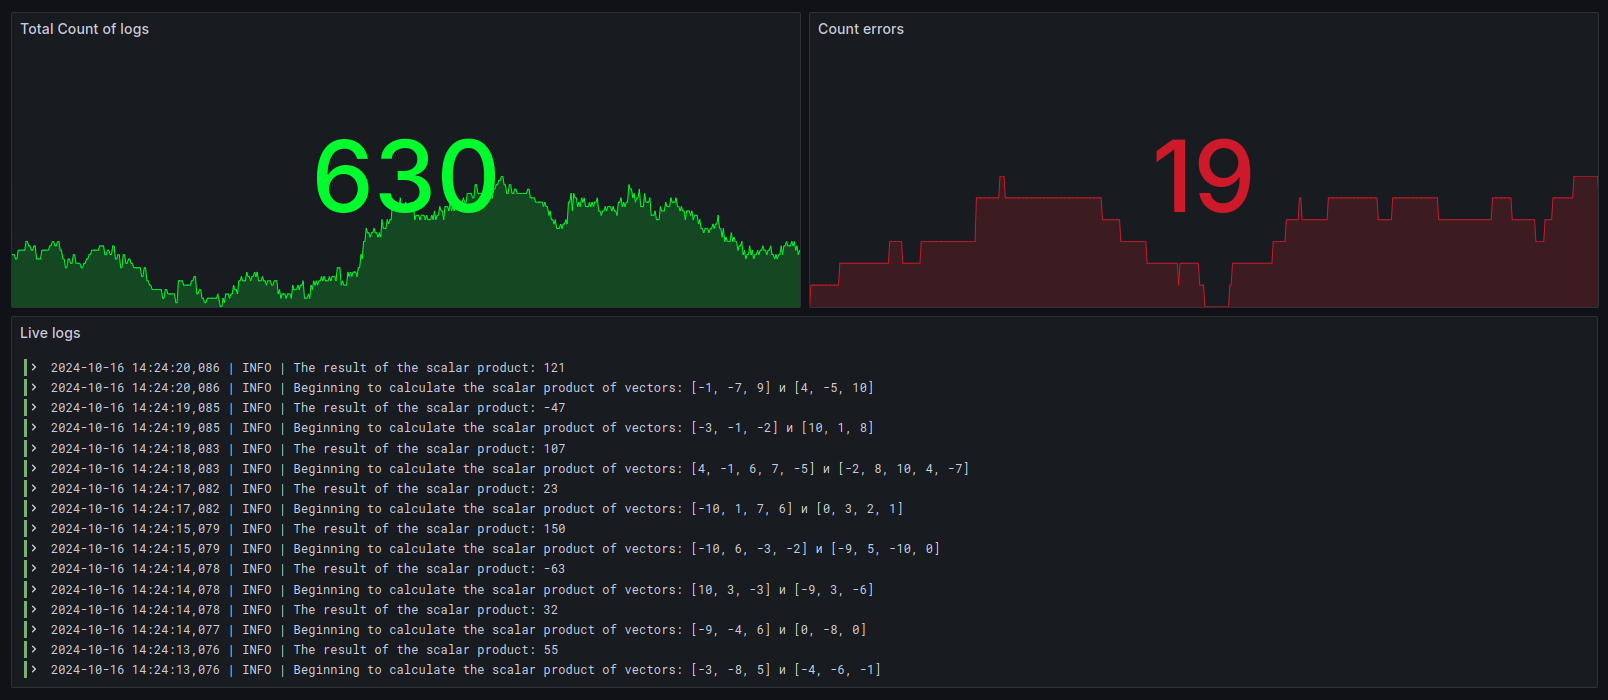 Total Count of logs
630
Count errors
19
Live logs
2024-10-16 14:24:20,086 | INFO | The result of the scalar product: 121
2024-10-16 14:24:20,086 | INFO | Beginning to calculate the scalar product of vectors: [-1, -7, 9] и [4, -5, 10]
2024-10-16 14:24:19,085 | INFO | The result of the scalar product: -47
2024-10-16 14:24:19,085 | INFO | Beginning to calculate the scalar product of vectors: [-3, -1, -2] и [10, 1, 8]
2024-10-16 14:24:18,083 | INFO | The result of the scalar product: 107
2024-10-16 14:24:18,083 | INFO | Beginning to calculate the scalar product of vectors: [4, -1, 6, 7, -5] и [-2, 8, 10, 4, -7]
2024-10-16 14:24:17,082 | INFO | The result of the scalar product: 23
2024-10-16 14:24:17,082 | INFO | Beginning to calculate the scalar product of vectors: [-10, 1, 7, 6] и [0, 3, 2, 1]
2024-10-16 14:24:15,079 | INFO | The result of the scalar product: 150
2024-10-16 14:24:15,079 | INFO | Beginning to calculate the scalar product of vectors: [-10, 6, -3, -2] и [-9, 5, -10, 0]
2024-10-16 14:24:14,078 | INFO | The result of the scalar product: -63
2024-10-16 14:24:14,078 | INFO | Beginning to calculate the scalar product of vectors: [10, 3, -3] и [-9, 3, -6]
2024-10-16 14:24:14,078 | INFO | The result of the scalar product: 32
2024-10-16 14:24:14,077 | INFO | Beginning to calculate the scalar product of vectors: [-9, -4, 6] и [0, -8, 0]
2024-10-16 14:24:13,076 | INFO | The result of the scalar product: 55
2024-10-16 14:24:13,076 | INFO | Beginning to calculate the scalar product of vectors: [-3, -8, 5] и [-4, -6, -1]